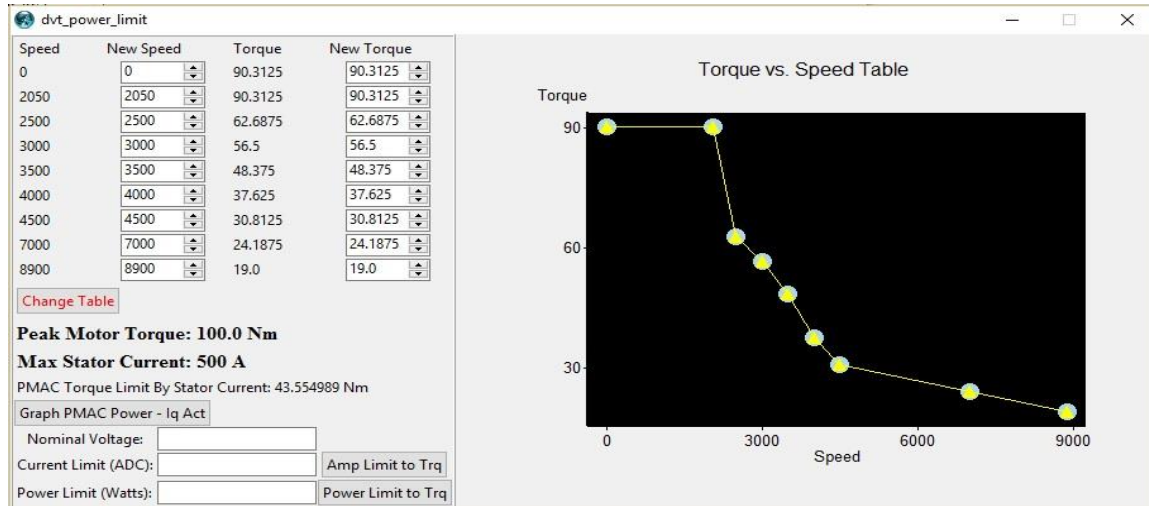 dvt_power_limit
Speed New Speed Torque New Torque
0 0 90.3125 90.3125
2050 2050 90.3125 90.3125
2500 2500 62.6875 62.6875
3000 3000 56.5 56.5
3500 3500 48.375 48.375
4000 4000 37.625 37.625
4500 4500 30.8125 30.8125
7000 7000 24.1875 24.1875
8900 8900 19.0 19.0
Change Table
Peak Motor Torque: 100.0 Nm
Max Stator Current: 500 A
PMAC Torque Limit By Stator Current: 43.554989 Nm
Graph PMAC Power - Iq Act
Nominal Voltage:
Current Limit (ADC): Amp Limit to Trq
Power Limit (Watts): Power Limit to Trq
Torque vs. Speed Table
Torque
90
60
30
0 3000 6000 9000
Speed